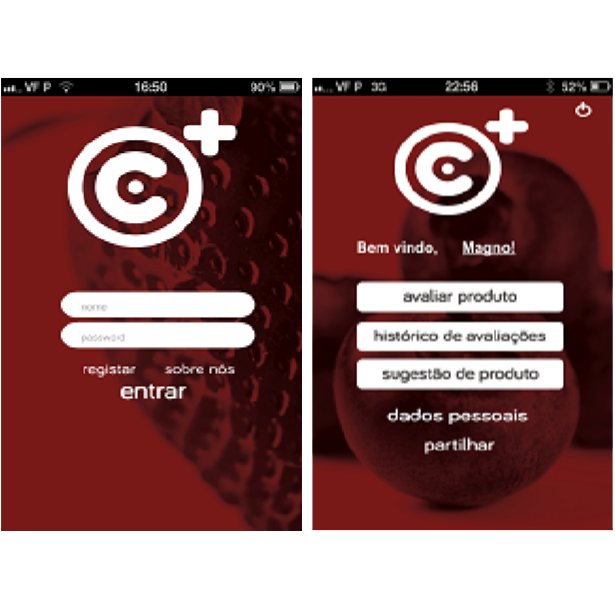 VF P 16:50 90%
c+
nome
password
registar sobre nós
entrar
VF P 3G 22:56 52%
c+
Bem vindo, Magno!
avaliar produto
histórico de avaliações
sugestão de produto
dados pessoais
partilhar